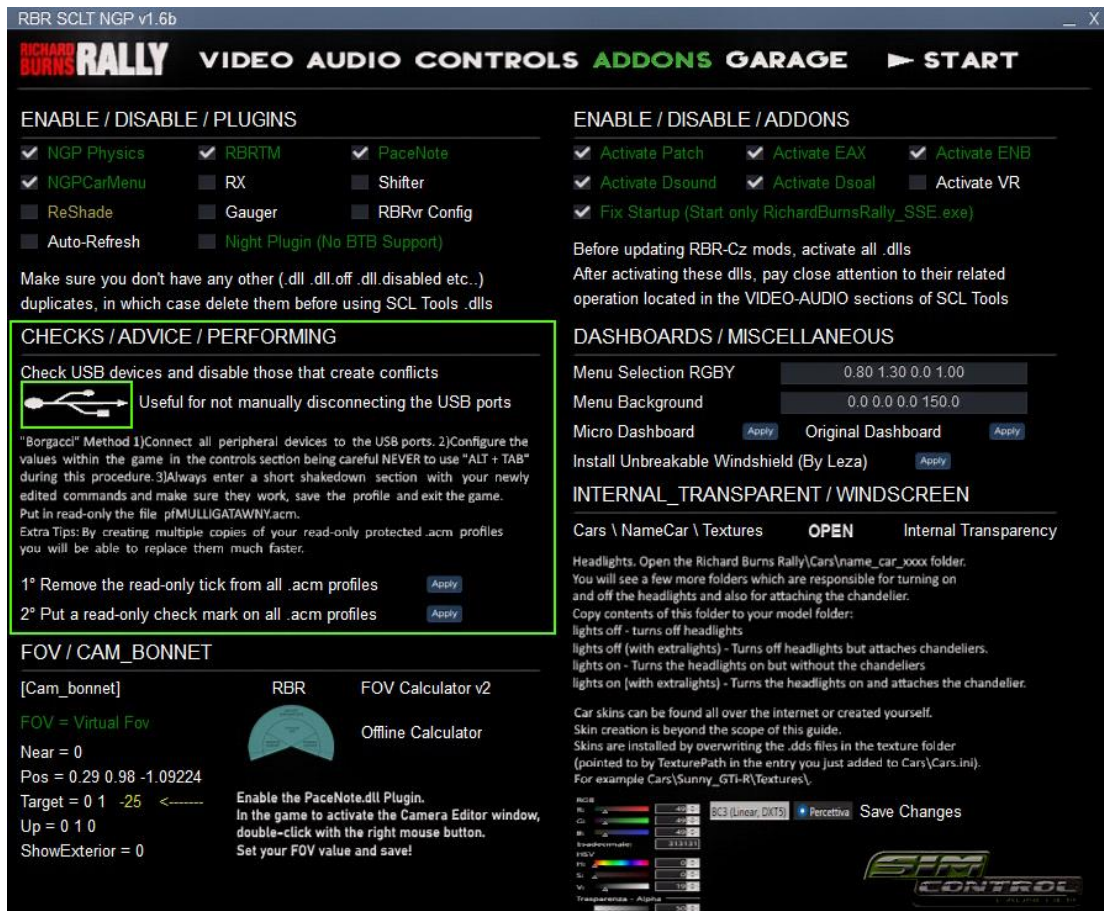 RBR SCLT NGP v1.6b
_ X
RICHARD BURNS RALLY
VIDEO AUDIO CONTROLS ADDONS GARAGE START
ENABLE / DISABLE / PLUGINS
NGP Physics RBRTM PaceNote
NGPCarMenu RX Shifter
ReShade Gauger RBRvr Config
Auto-Refresh Night Plugin (No BTB Support)
Make sure you don't have any other (.dll .dll.off .dll.disabled etc..)
duplicates, in which case delete them before using SCL Tools .dlls
CHECKS / ADVICE / PERFORMING
Check USB devices and disable those that create conflicts
Useful for not manually disconnecting the USB ports
"Borgacci" Method 1)Connect all peripheral devices to the USB ports. 2)Configure the
values within the game in the controls section being careful NEVER to use "ALT + TAB"
during this procedure.3)Always enter a short shakedown section with your newly
edited commands and make sure they work, save the profile and exit the game.
Put in read-only the file pfMULLIGATAWNY.acm.
Extra Tips: By creating multiple copies of your read-only protected .acm profiles
you will be able to replace them much faster.
1° Remove the read-only tick from all .acm profiles Apply
2° Put a read-only check mark on all .acm profiles Apply
FOV / CAM_BONNET
[Cam_bonnet] RBR FOV Calculator v2
FOV = Virtual Fov
Offline Calculator
Near = 0
Pos = 0.29 0.98 -1.09224
Target = 0 1 -25 <-------
Up = 0 1 0
ShowExterior = 0
Enable the PaceNote.dll Plugin.
In the game to activate the Camera Editor window,
double-click with the right mouse button.
Set your FOV value and save!
ENABLE / DISABLE / ADDONS
Activate Patch Activate EAX Activate ENB
Activate Dsound Activate Dsoal Activate VR
Fix Startup (Start only RichardBurnsRally_SSE.exe)
Before updating RBR-Cz mods, activate all .dlls
After activating these dlls, pay close attention to their related
operation located in the VIDEO-AUDIO sections of SCL Tools
DASHBOARDS / MISCELLANEOUS
Menu Selection RGBY 0.80 1.30 0.0 1.00
Menu Background 0.0 0.0 0.0 150.0
Micro Dashboard Apply Original Dashboard Apply
Install Unbreakable Windshield (By Leza) Apply
INTERNAL_TRANSPARENT / WINDSCREEN
Cars \ NameCar \ Textures OPEN Internal Transparency
Headlights. Open the Richard Burns Rally\Cars\name_car_xxxx folder.
You will see a few more folders which are responsible for turning on
and off the headlights and also for attaching the chandelier.
Copy contents of this folder to your model folder:
lights off - turns off headlights
lights off (with extralights) - Turns off headlights but attaches chandeliers.
lights on - Turns the headlights on but without the chandeliers
lights on (with extralights) - Turns the headlights on and attaches the chandelier.
Car skins can be found all over the internet or created yourself.
Skin creation is beyond the scope of this guide.
Skins are installed by overwriting the .dds files in the texture folder
(pointed to by TexturePath in the entry you just added to Cars\Cars.ini).
For example Cars\Sunny_GTi-R\Textures\.
RGB
R: 49
G: 49
B: 49
Esadecimale: 313131
HSV
H: 0
S: 0
V: 19
Trasparenza - Alpha
50
BC3 (Linear, DXT5) Percettiva Save Changes
SIM
CONTROL